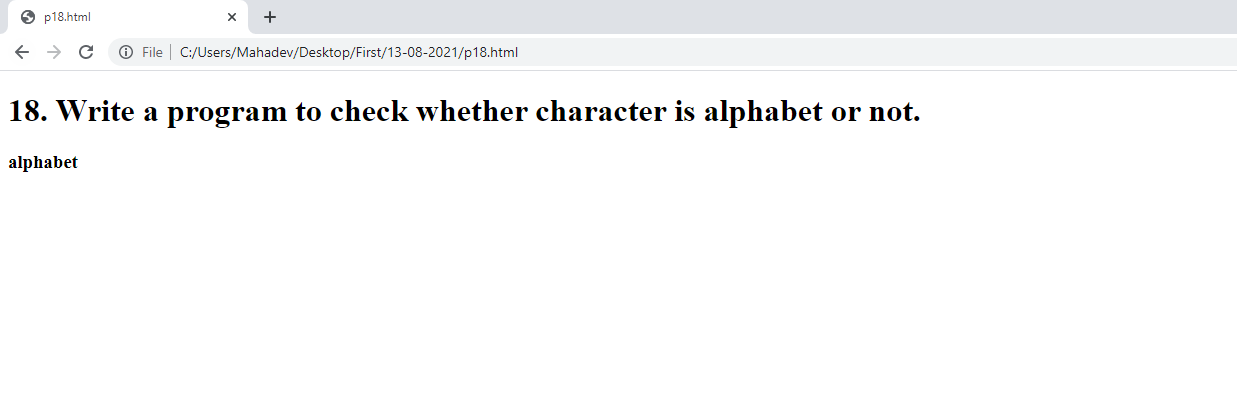 p18.html
File
C:/Users/Mahadev/Desktop/First/13-08-2021/p18.html
18. Write a program to check whether character is alphabet or not.
alphabet